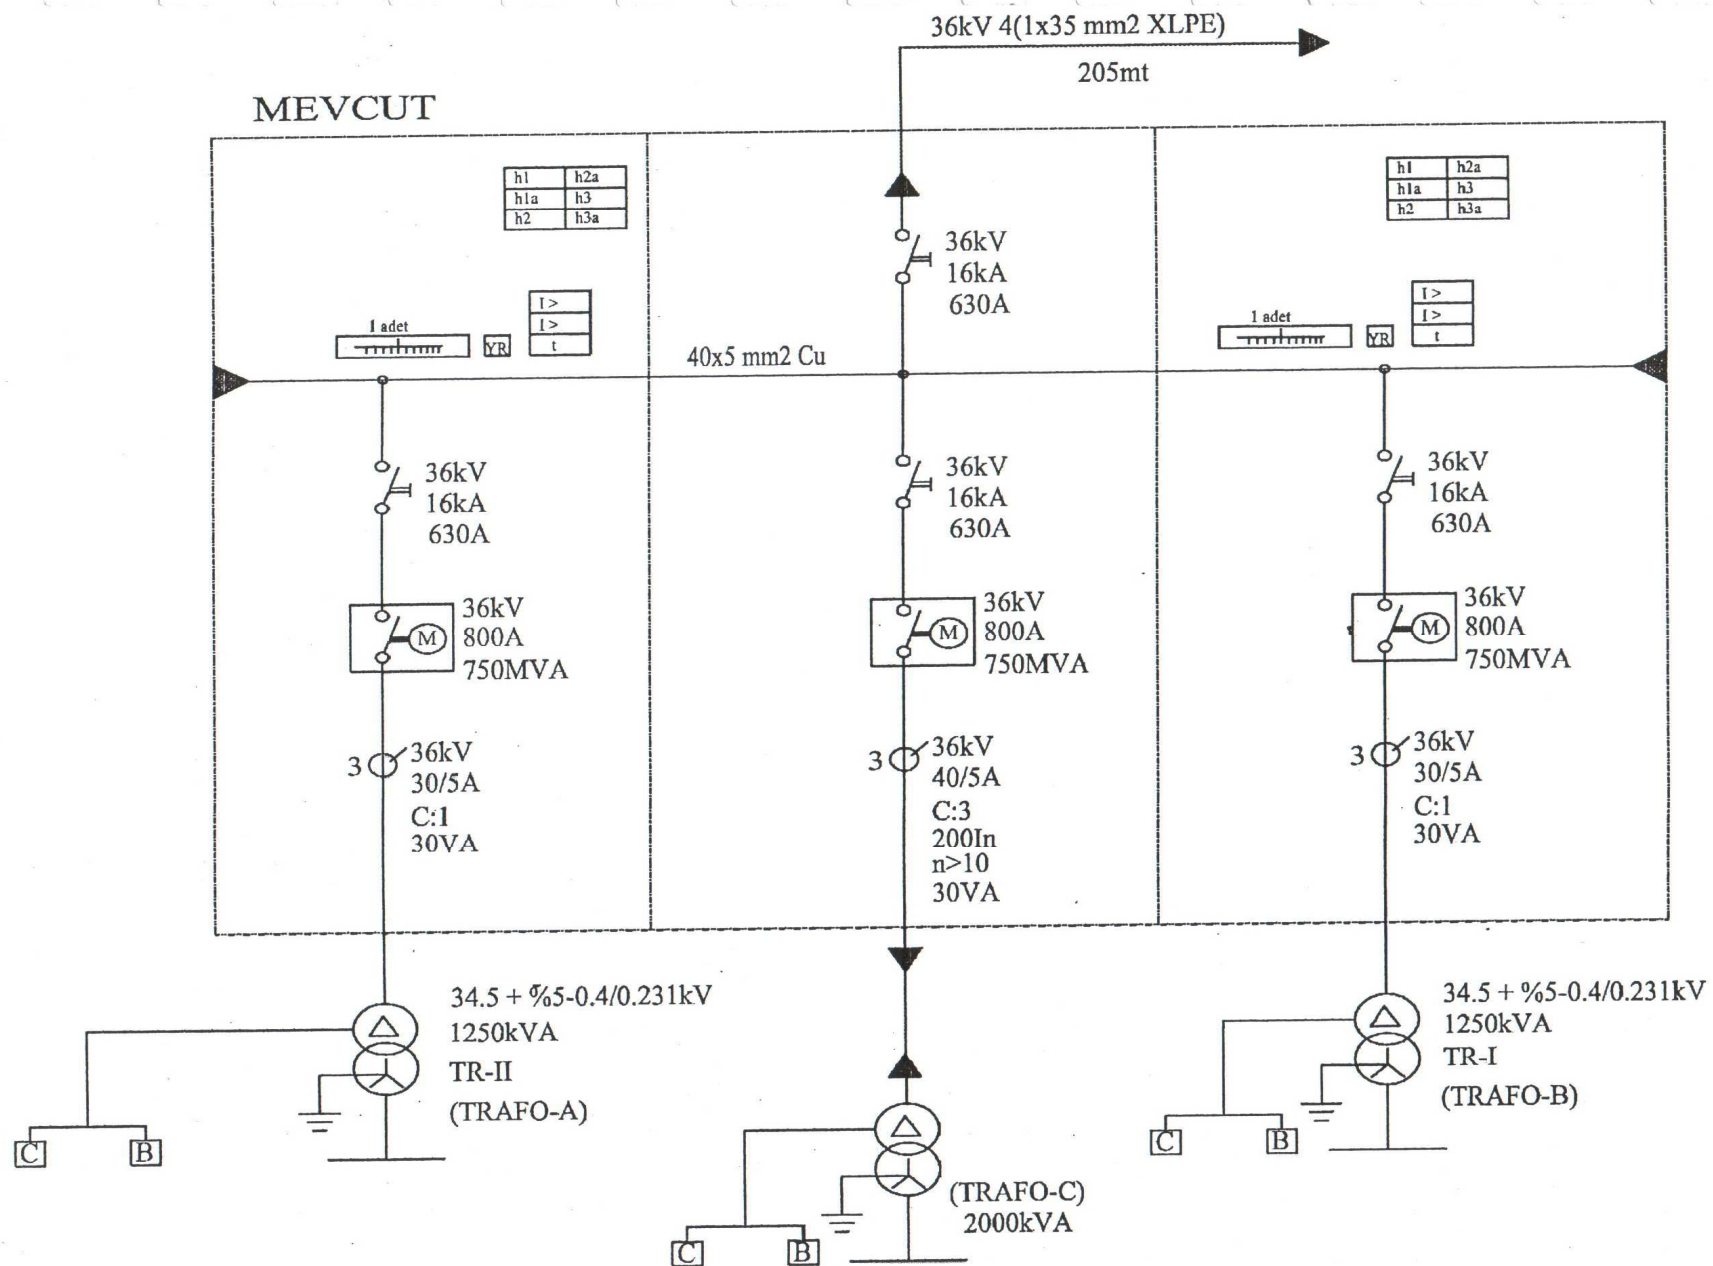 36kV 4(1x35 mm2 XLPE)
205mt
MEVCUT
h1 h2a
h1a h3
h2 h3a
1 adet
YR
I>
I>
t
36kV
16kA
630A
h1 h2a
h1a h3
h2 h3a
1 adet
YR
I>
I>
t
40x5 mm2 Cu
36kV
16kA
630A
36kV
16kA
630A
36kV
16kA
630A
M
36kV
800A
750MVA
M
36kV
800A
750MVA
M
36kV
800A
750MVA
3
36kV
30/5A
C:1
30VA
3
36kV
40/5A
C:3
200In
n>10
30VA
3
36kV
30/5A
C:1
30VA
34.5 + %5-0.4/0.231kV
1250kVA
TR-II
(TRAFO-A)
C
B
(TRAFO-C)
2000kVA
C
B
34.5 + %5-0.4/0.231kV
1250kVA
TR-I
(TRAFO-B)
C
B